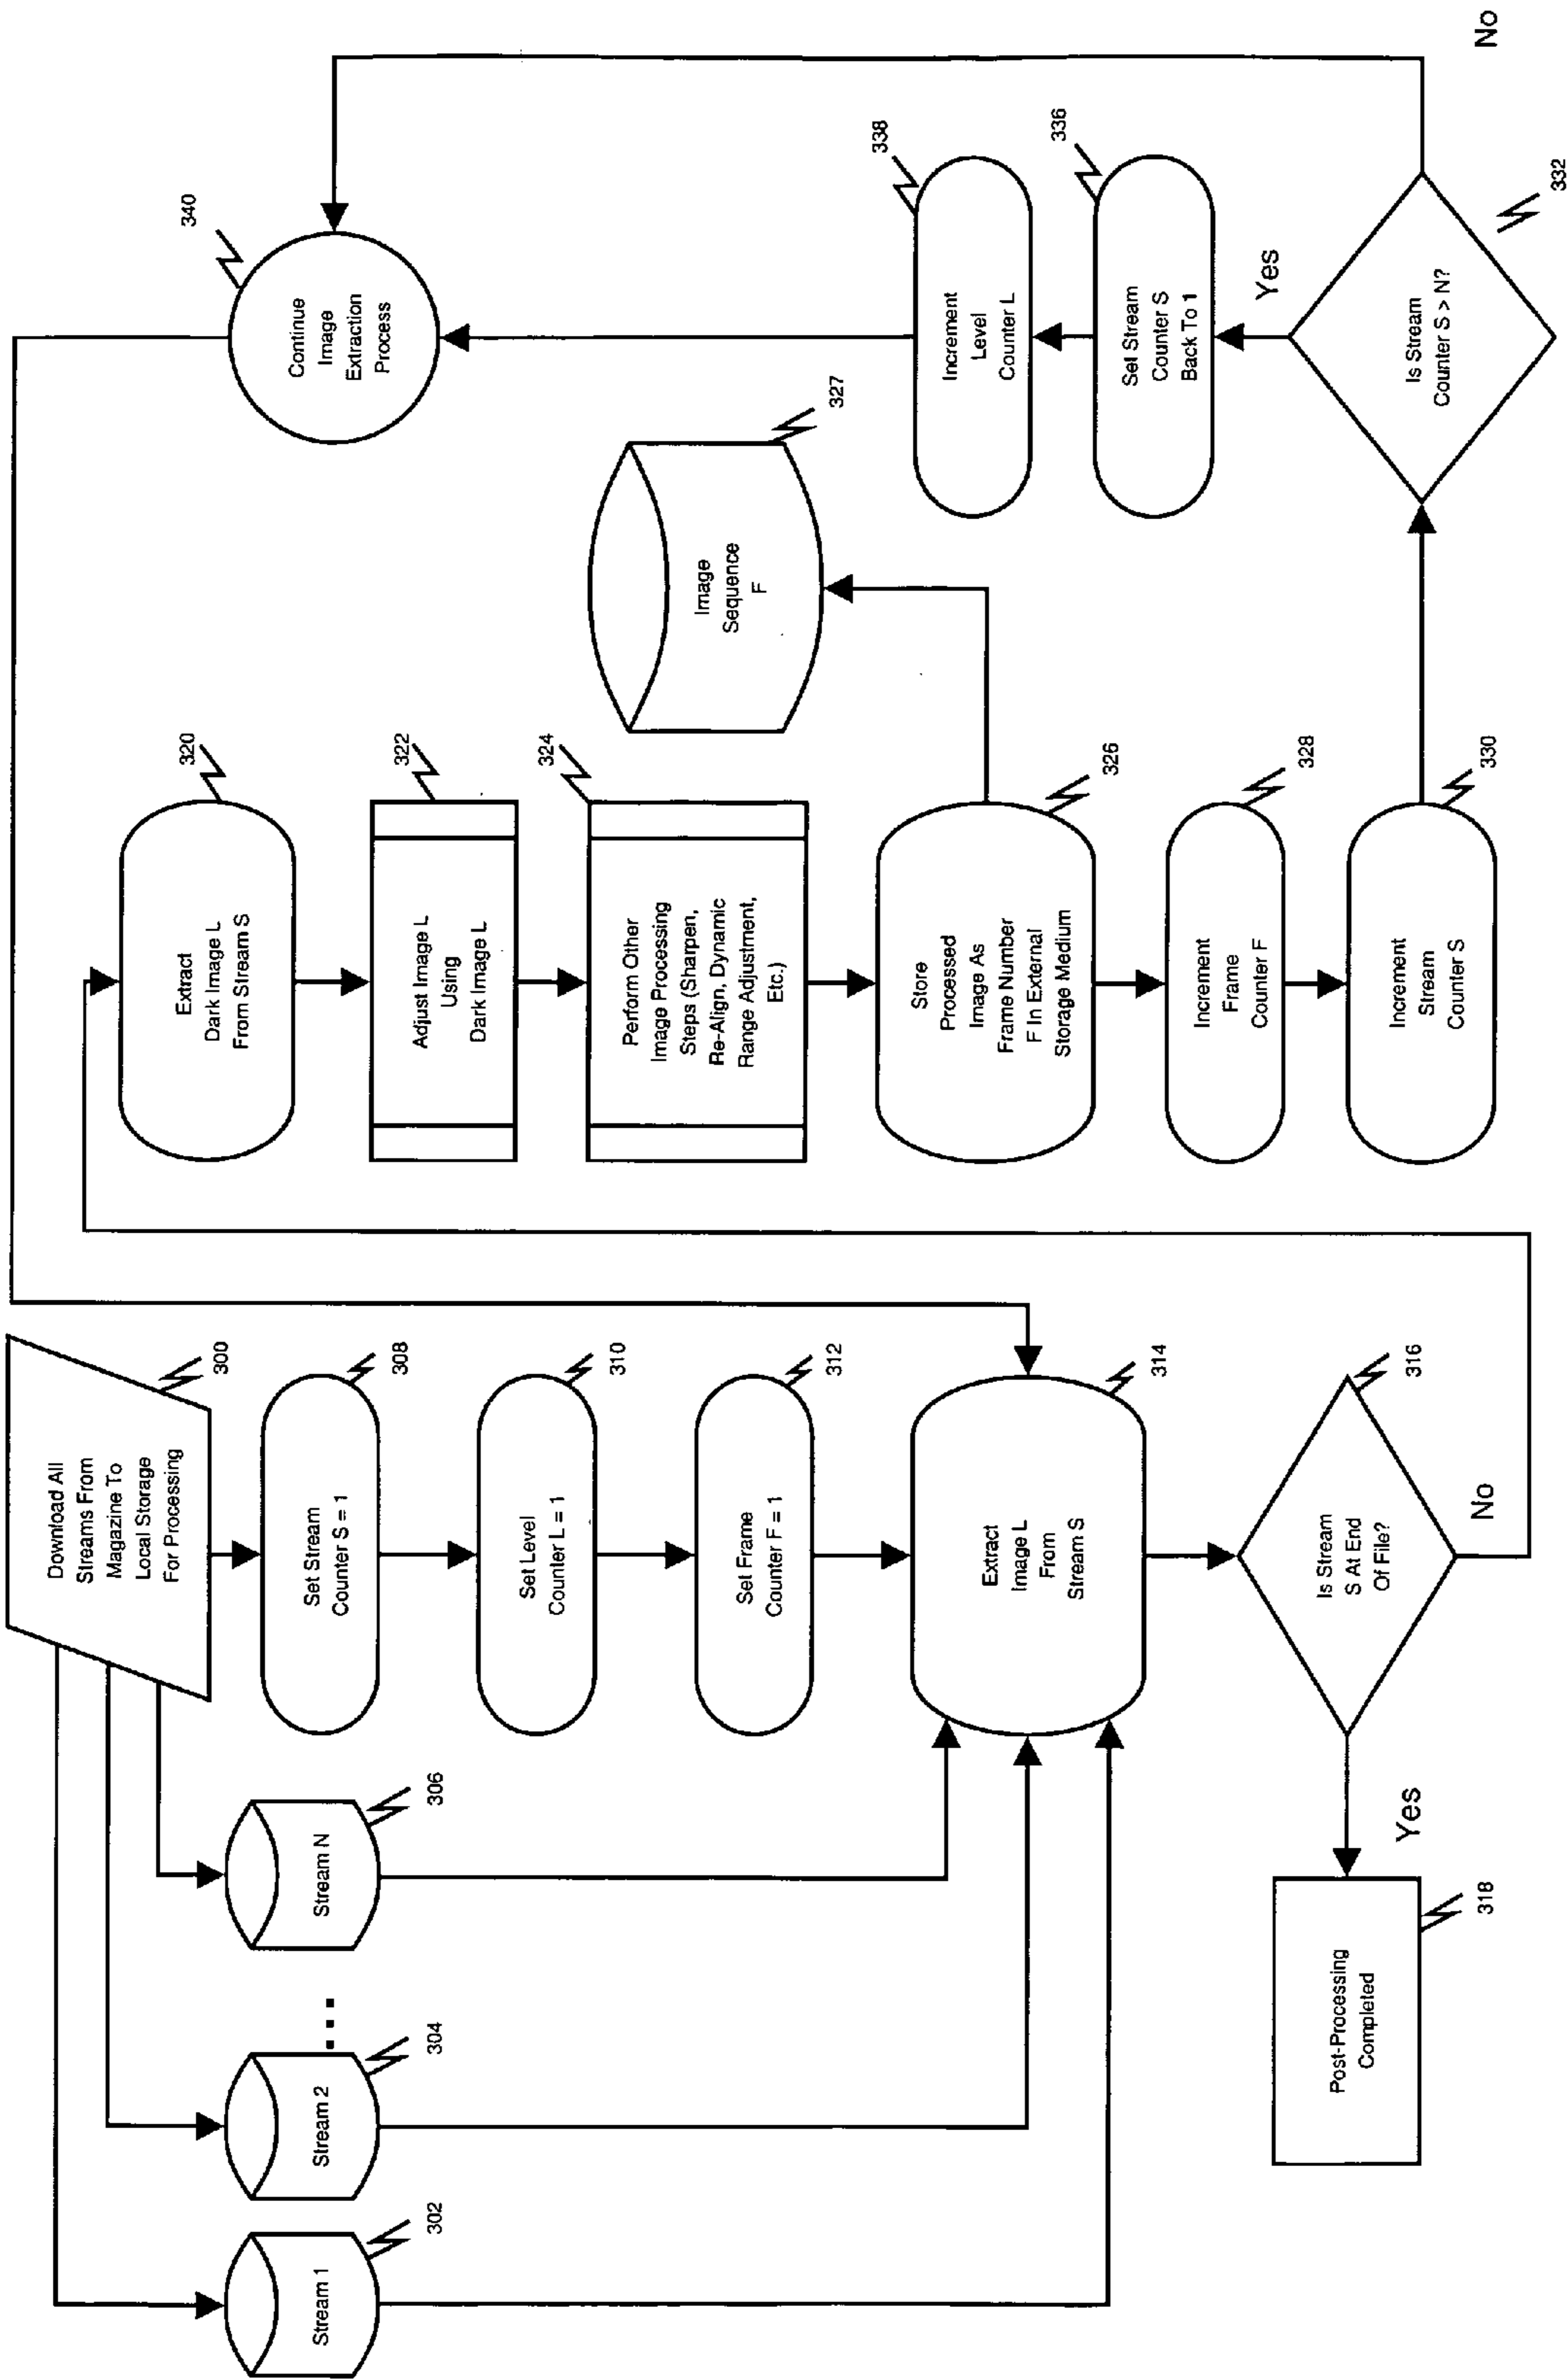 Download All
Streams From
Magazine To
Local Storage
For Processing
300
Stream 1
302
Stream 2
304
...
Stream N
306
Set Stream
Counter S = 1
308
Set Level
Counter L = 1
310
Set Frame
Counter F = 1
312
Extract
Image L
From
Stream S
314
Is Stream
S At End
Of File?
316
Yes
No
Post-Processing
Completed
318
Extract
Dark Image L
From Stream S
320
Adjust Image L
Using
Dark Image L
322
Perform Other
Image Processing
Steps (Sharpen,
Re-Align, Dynamic
Range Adjustment,
Etc.)
324
Store
Processed
Image As
Frame Number
F In External
Storage Medium
326
Image
Sequence
F
327
Increment
Frame
Counter F
328
Increment
Stream
Counter S
330
Is Stream
Counter S > N?
332
Yes
No
Set Stream
Counter S
Back To 1
336
Increment
Level
Counter L
338
Continue
Image
Extraction
Process
340